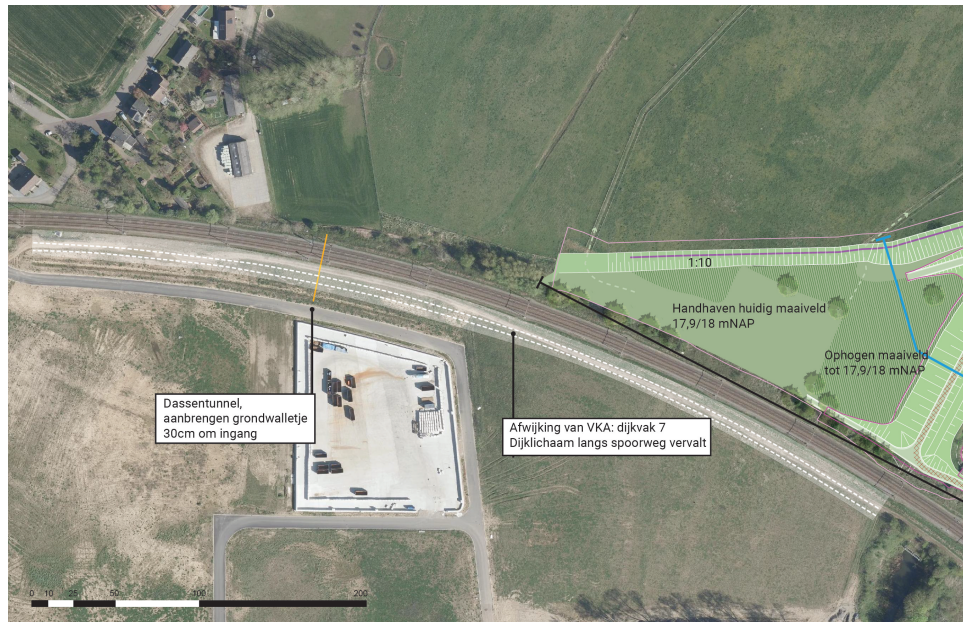 1:10
Handhaven huidig maaiveld
17,9/18 mNAP
Ophogen maaiveld
tot 17,9/18 mNAP
Dassentunnel,
aanbrengen grondwalletje
30cm om ingang
Afwijking van VKA: dijkvak 7
Dijklichaam langs spoorweg vervalt
0 10 25 50 100 200